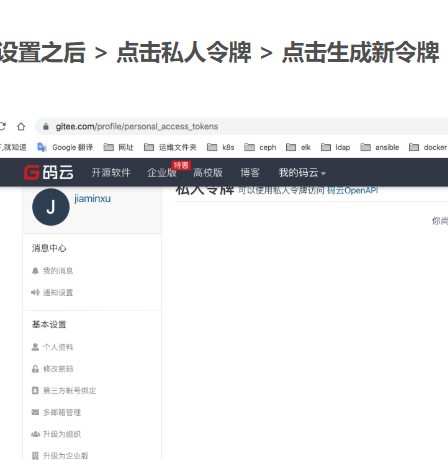 设置之后 > 点击私人令牌 > 点击生成新令牌
gitee.com/profile/personal_access_tokens
下,就知道 Google 翻译 网址 运维文件夹 k8s ceph elk ldap ansible docker
码云 开源软件 企业版 特惠 高校版 博客 我的码云
私人令牌 可以使用私人令牌访问 码云OpenAPI
J jiaminxu
你尚
消息中心
我的消息
通知设置
基本设置
个人资料
修改密码
第三方帐号绑定
多邮箱管理
升级为组织
升级为企业版